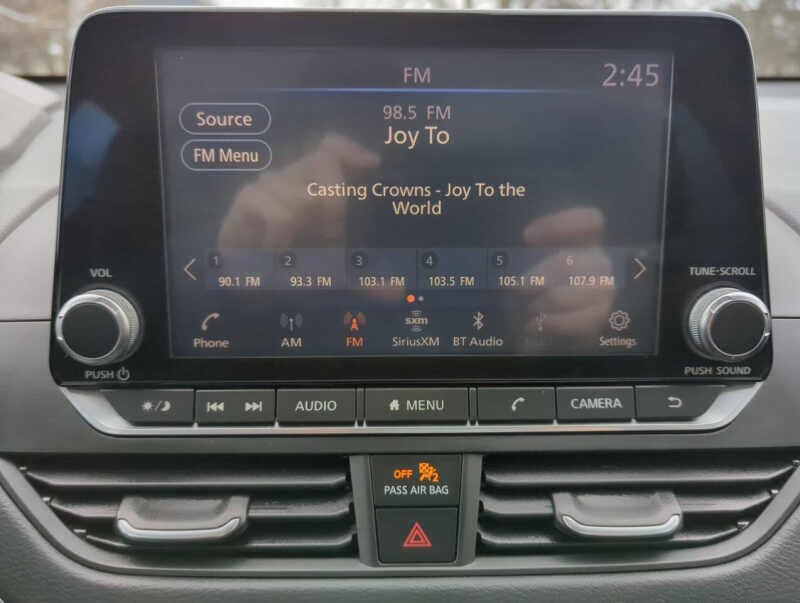 FM
2:45
Source
98.5 FM
Joy To
FM Menu
Casting Crowns - Joy To the
World
1 2 3 4 5 6
90.1 FM 93.3 FM 103.1 FM 103.5 FM 105.1 FM 107.9 FM
VOL
TUNE-SCROLL
sxm
Phone AM FM SiriusXM BT Audio Settings
PUSH
PUSH SOUND
AUDIO MENU CAMERA
OFF 2
PASS AIR BAG